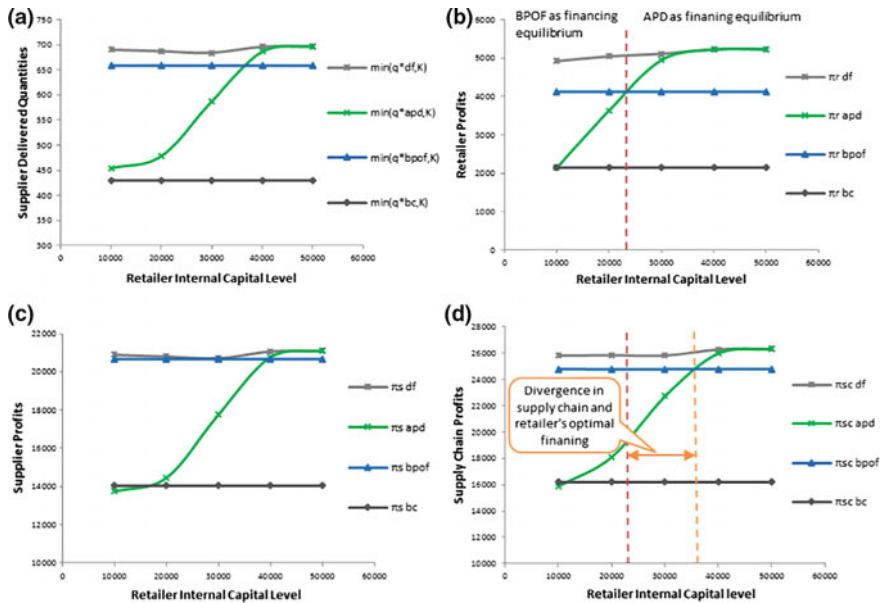 (a)
Supplier Delivered Quantities
750
700
650
600
550
500
450
400
350
300
0
10000
20000
30000
40000
50000
60000
Retailer Internal Capital Level
min(q*df,K)
min(q*apd,K)
min(q*bpof,K)
min(q*bc,K)
(b)
BPOF as financing
equilibrium
APD as finaning equilibrium
Retailer Profits
6000
5000
4000
3000
2000
1000
0
0
10000
20000
30000
40000
50000
60000
Retailer Internal Capital Level
πr df
πr apd
πr bpof
πr bc
(c)
Supplier Profits
22000
20000
18000
16000
14000
12000
10000
0
10000
20000
30000
40000
50000
60000
Retailer Internal Capital Level
πs df
πs apd
πs bpof
πs bc
(d)
Supply Chain Profits
28000
26000
24000
22000
20000
18000
16000
14000
12000
10000
Divergence in
supply chain and
retailer's optimal
finaning
0
10000
20000
30000
40000
50000
60000
Retailer Internal Capital level
πsc df
πsc apd
πsc bpof
πsc bc